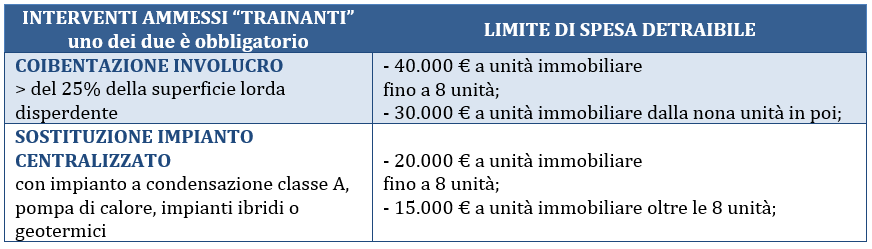 INTERVENTI AMMESSI “TRAINANTI”
uno dei due è obbligatorio
LIMITE DI SPESA DETRAIBILE
COIBENTAZIONE INVOLUCRO
> del 25% della superficie lorda
disperdente
- 40.000 € a unità immobiliare
fino a 8 unità;
- 30.000 € a unità immobiliare dalla nona unità in poi;
SOSTITUZIONE IMPIANTO
CENTRALIZZATO
con impianto a condensazione classe A,
pompa di calore, impianti ibridi o
geotermici
- 20.000 € a unità immobiliare
fino a 8 unità;
- 15.000 € a unità immobiliare oltre le 8 unità;